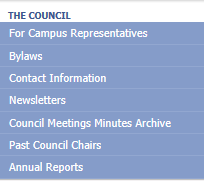 THE COUNCIL
For Campus Representatives
Bylaws
Contact Information
Newsletters
Council Meetings Minutes Archive
Past Council Chairs
Annual Reports